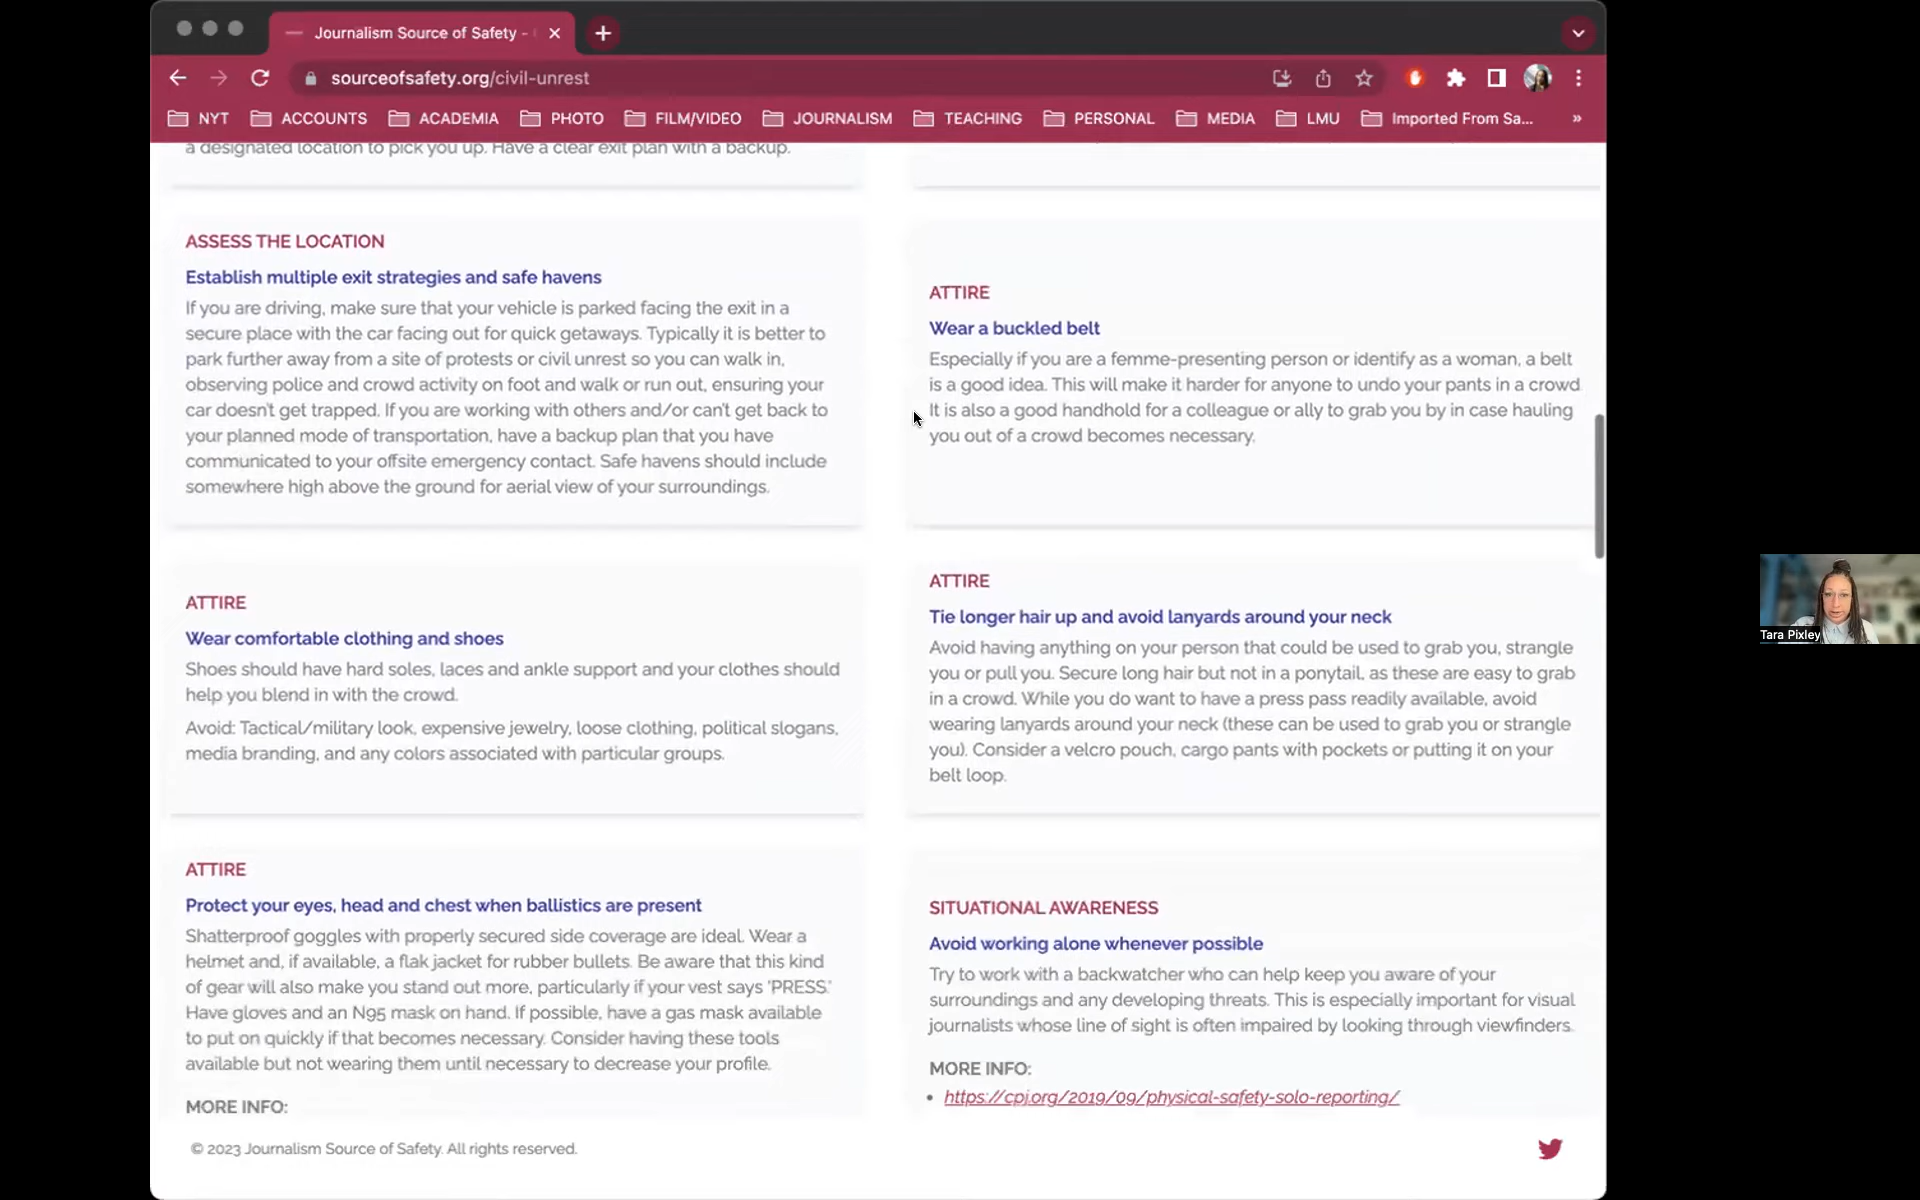 Journalism Source of Safety -
sourceofsafety.org/civil-unrest
NYT ACCOUNTS ACADEMIA PHOTO FILM/VIDEO JOURNALISM TEACHING PERSONAL MEDIA LMU Imported From Sa... »
a designated location to pick you up. Have a clear exit plan with a backup.
ASSESS THE LOCATION
Establish multiple exit strategies and safe havens
If you are driving, make sure that your vehicle is parked facing the exit in a
secure place with the car facing out for quick getaways. Typically it is better to
park further away from a site of protests or civil unrest so you can walk in,
observing police and crowd activity on foot and walk or run out, ensuring your
car doesn't get trapped. If you are working with others and/or can't get back to
your planned mode of transportation, have a backup plan that you have
communicated to your offsite emergency contact. Safe havens should include
somewhere high above the ground for aerial view of your surroundings.
ATTIRE
Wear a buckled belt
Especially if you are a femme-presenting person or identify as a woman, a belt
is a good idea. This will make it harder for anyone to undo your pants in a crowd
It is also a good handhold for a colleague or ally to grab you by in case hauling
you out of a crowd becomes necessary.
ATTIRE
Wear comfortable clothing and shoes
Shoes should have hard soles, laces and ankle support and your clothes should
help you blend in with the crowd.
Avoid: Tactical/military look, expensive jewelry, loose clothing, political slogans,
media branding, and any colors associated with particular groups.
ATTIRE
Tie longer hair up and avoid lanyards around your neck
Avoid having anything on your person that could be used to grab you, strangle
you or pull you. Secure long hair but not in a ponytail, as these are easy to grab
in a crowd. While you do want to have a press pass readily available, avoid
wearing lanyards around your neck (these can be used to grab you or strangle
you). Consider a velcro pouch, cargo pants with pockets or putting it on your
belt loop.
ATTIRE
Protect your eyes, head and chest when ballistics are present
Shatterproof goggles with properly secured side coverage are ideal. Wear a
helmet and, if available, a flak jacket for rubber bullets. Be aware that this kind
of gear will also make you stand out more, particularly if your vest says 'PRESS.'
Have gloves and an N95 mask on hand. If possible, have a gas mask available
to put on quickly if that becomes necessary. Consider having these tools
available but not wearing them until necessary to decrease your profile.
MORE INFO:
SITUATIONAL AWARENESS
Avoid working alone whenever possible
Try to work with a backwatcher who can help keep you aware of your
surroundings and any developing threats. This is especially important for visual
journalists whose line of sight is often impaired by looking through viewfinders.
MORE INFO:
• https://cpj.org/2019/09/physical-safety-solo-reporting/
© 2023 Journalism Source of Safety. All rights reserved.
Tara Pixley